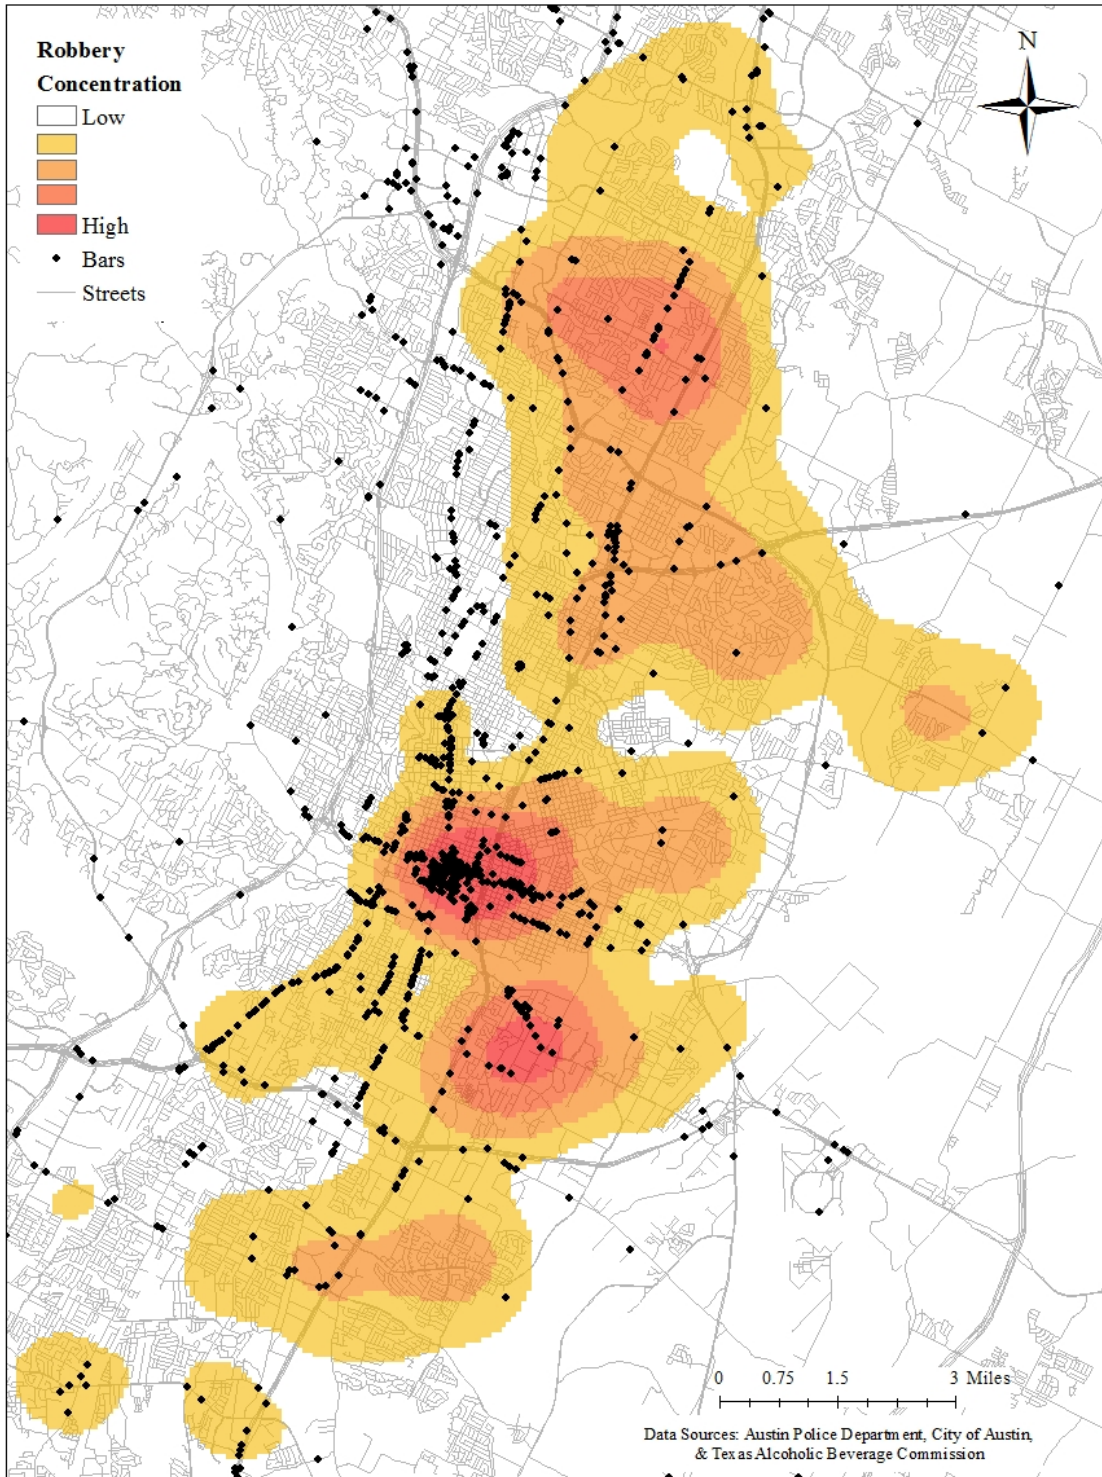 Robbery
Concentration
Low
High
Bars
Streets
N
0 0.75 1.5 3 Miles
Data Sources: Austin Police Department, City of Austin,
& Texas Alcoholic Beverage Commission